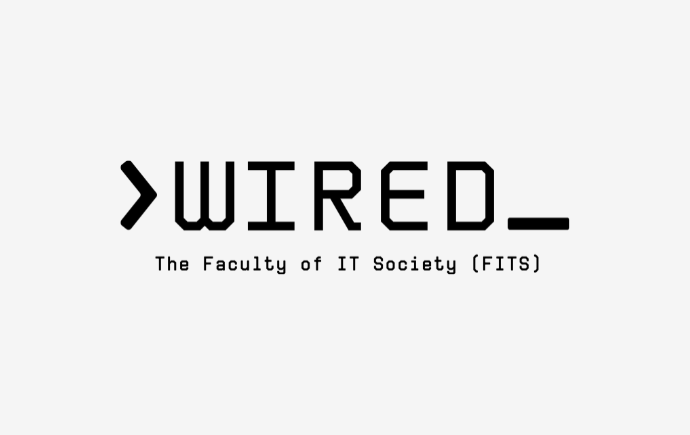 >WIRED_
The Faculty of IT Society (FITS)